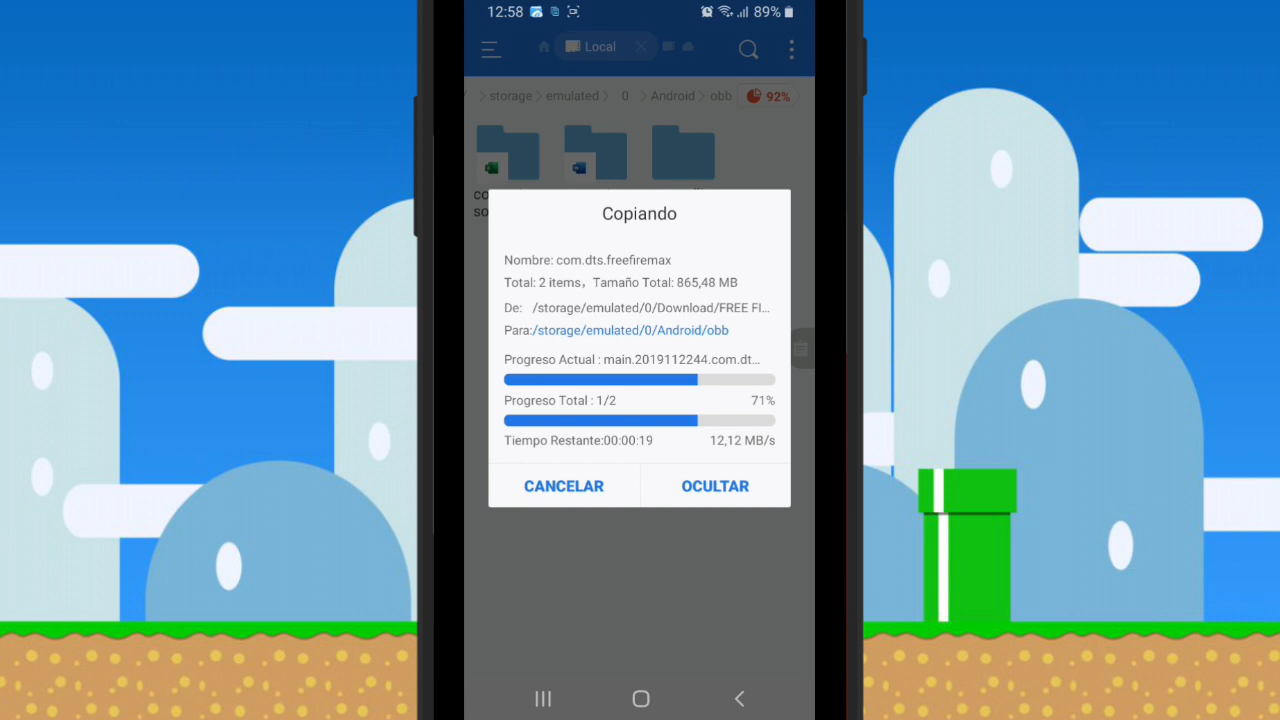 12:58
89%
Local
storage
emulated
0
Android
obb
92%
Copiando
Nombre: com.dts.freefiremax
Total: 2 items，Tamaño Total: 865,48 MB
De: /storage/emulated/0/Download/FREE FI...
Para:/storage/emulated/0/Android/obb
Progreso Actual : main.2019112244.com.dt...
Progreso Total : 1/2 71%
Tiempo Restante:00:00:19 12,12 MB/s
CANCELAR OCULTAR